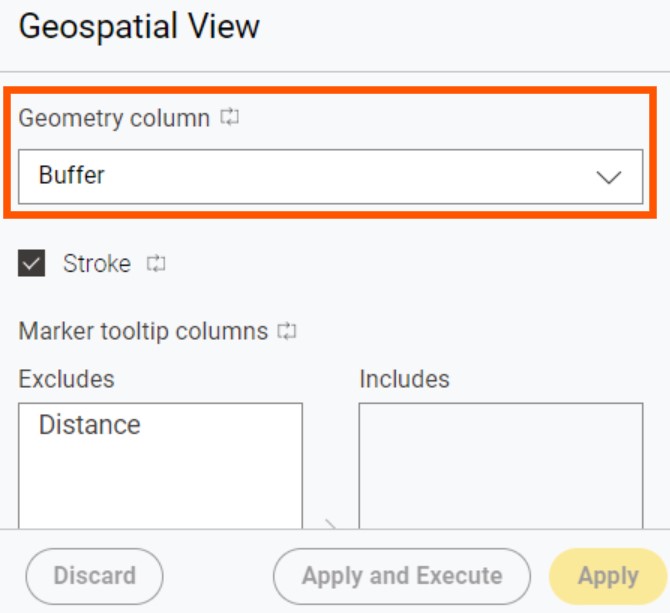 Geospatial View
Geometry column
Buffer
Stroke
Marker tooltip columns
Excludes Includes
Distance
Discard Apply and Execute Apply